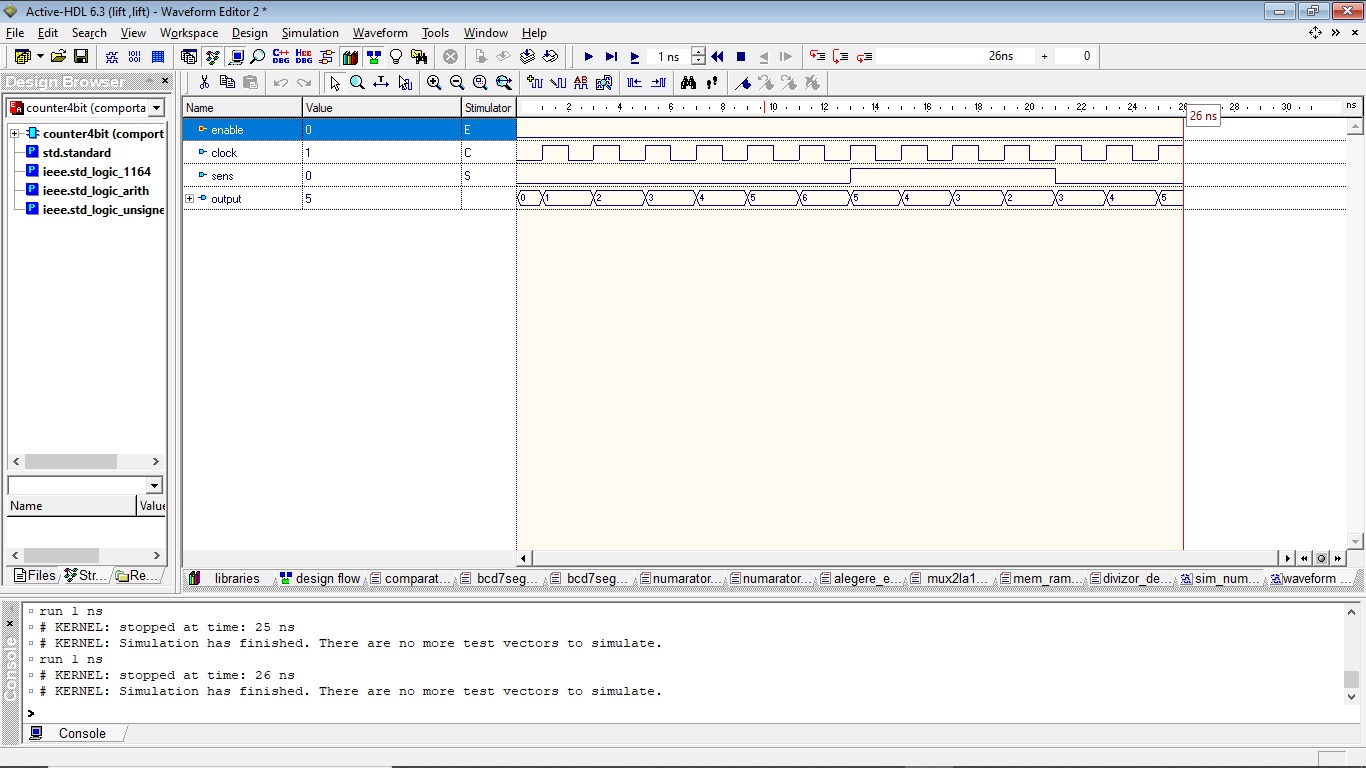 Active-HDL 6.3 (lift ,lift) - Waveform Editor 2 *
File Edit Search View Workspace Design Simulation Waveform Tools Window Help
C++ DBG Hcc DBG 1 ns 26ns + 0
Design Browser
counter4bit (comporta
counter4bit (comport
std.standard
ieee.std_logic_1164
ieee.std_logic_arith
ieee.std_logic_unsigne
Name Value
Files Str... Re...
Name Value Stimulator 2 4 6 8 10 12 14 16 18 20 22 24 26 28 30 ns
26 ns
enable 0 E
clock 1 C
sens 0 S
output 5 0 1 2 3 4 5 6 5 4 3 2 3 4 5
libraries design flow comparat... bcd7seg... bcd7seg... numarator... numarator... alegere_e... mux2la1... mem_ram... divizor_de... sim_num... waveform ...
Console
run 1 ns
# KERNEL: stopped at time: 25 ns
# KERNEL: Simulation has finished. There are no more test vectors to simulate.
run 1 ns
# KERNEL: stopped at time: 26 ns
# KERNEL: Simulation has finished. There are no more test vectors to simulate.
>
Console